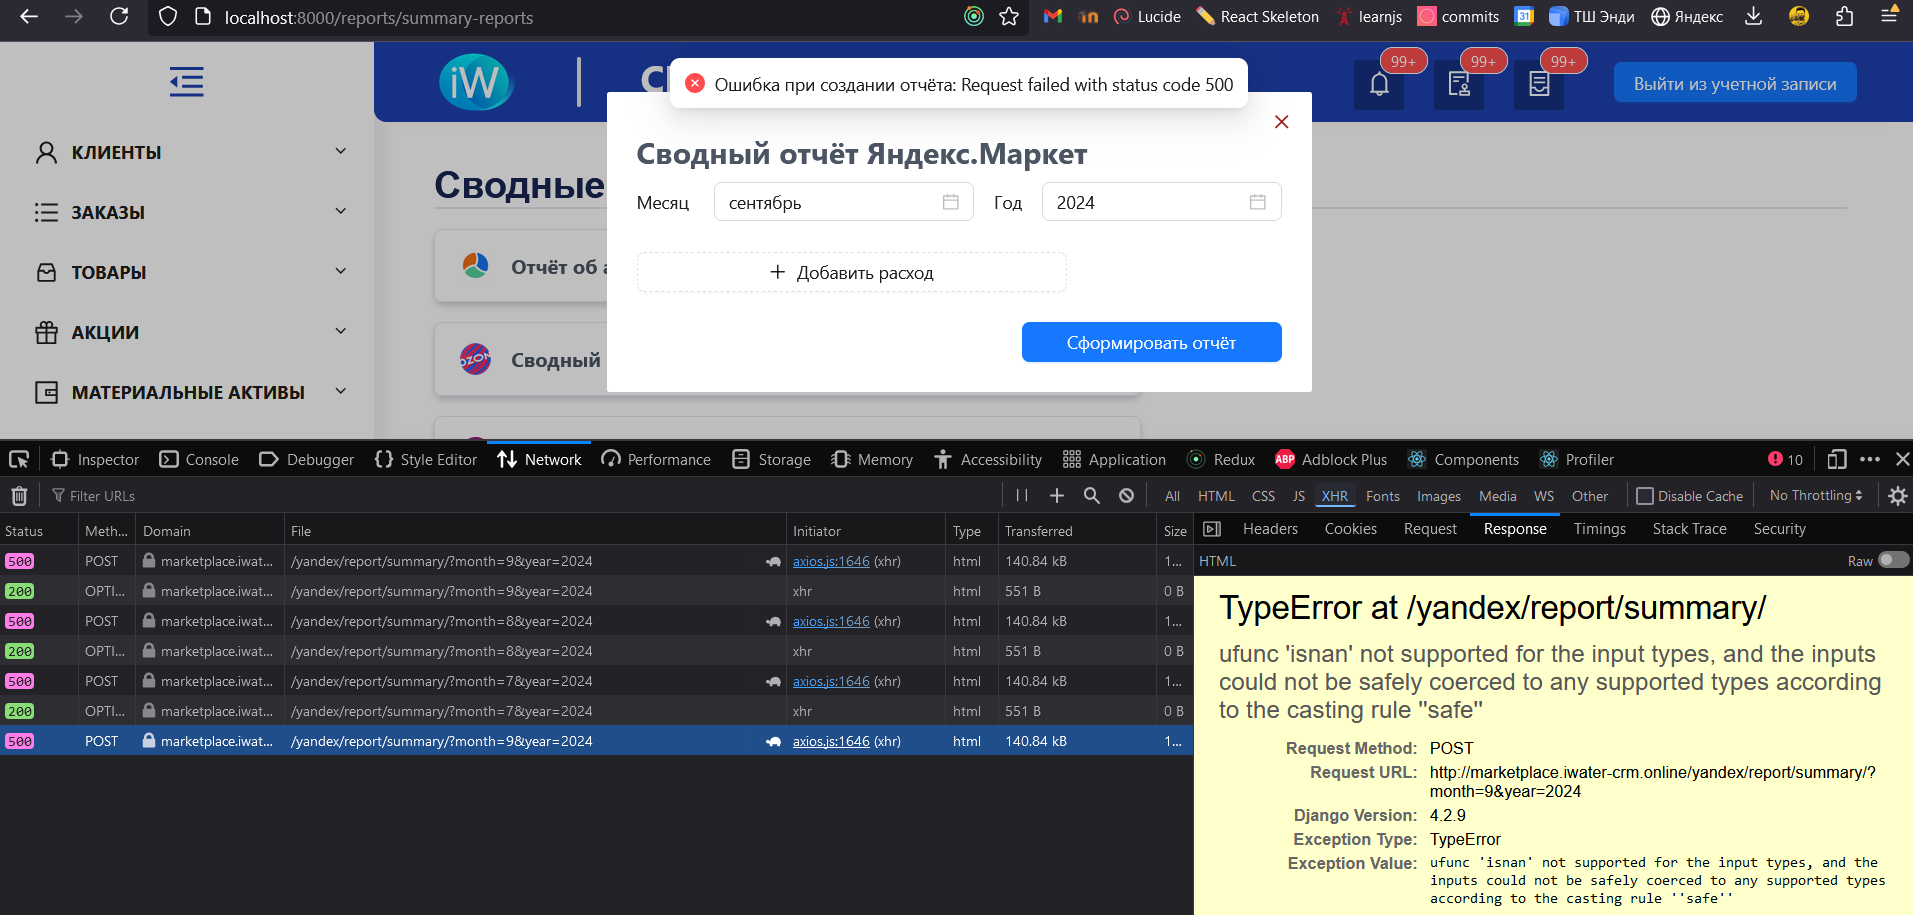 localhost:8000/reports/summary-reports
Lucide
React Skeleton
learnjs
commits
31
ТШ Энди
Яндекс
iW
99+
99+
99+
Выйти из учетной записи
Ошибка при создании отчёта: Request failed with status code 500
КЛИЕНТЫ
ЗАКАЗЫ
ТОВАРЫ
АКЦИИ
МАТЕРИАЛЬНЫЕ АКТИВЫ
Сводные
Отчёт об
OZON
Сводный
Сводный отчёт Яндекс.Маркет
Месяц
сентябрь
Год
2024
Добавить расход
Сформировать отчёт
Inspector
Console
Debugger
Style Editor
Network
Performance
Storage
Memory
Accessibility
Application
Redux
ABP
Adblock Plus
Components
Profiler
10
Filter URLs
All HTML CSS JS XHR Fonts Images Media WS Other
Disable Cache
No Throttling
Status Meth... Domain File Initiator Type Transferred Size
500 POST marketplace.iwat... /yandex/report/summary/?month=9&year=2024 axios.js:1646 (xhr) html 140.84 kB 1...
200 OPTI... marketplace.iwat... /yandex/report/summary/?month=9&year=2024 xhr html 551 B 0 B
500 POST marketplace.iwat... /yandex/report/summary/?month=8&year=2024 axios.js:1646 (xhr) html 140.84 kB 1...
200 OPTI... marketplace.iwat... /yandex/report/summary/?month=8&year=2024 xhr html 551 B 0 B
500 POST marketplace.iwat... /yandex/report/summary/?month=7&year=2024 axios.js:1646 (xhr) html 140.84 kB 1...
200 OPTI... marketplace.iwat... /yandex/report/summary/?month=7&year=2024 xhr html 551 B 0 B
500 POST marketplace.iwat... /yandex/report/summary/?month=9&year=2024 axios.js:1646 (xhr) html 140.84 kB 1...
Headers Cookies Request Response Timings Stack Trace Security
HTML
Raw
TypeError at /yandex/report/summary/
ufunc 'isnan' not supported for the input types, and the inputs
could not be safely coerced to any supported types according
to the casting rule ''safe''
Request Method: POST
Request URL: http://marketplace.iwater-crm.online/yandex/report/summary/?
month=9&year=2024
Django Version: 4.2.9
Exception Type: TypeError
Exception Value: ufunc 'isnan' not supported for the input types, and the
inputs could not be safely coerced to any supported types
according to the casting rule ''safe''